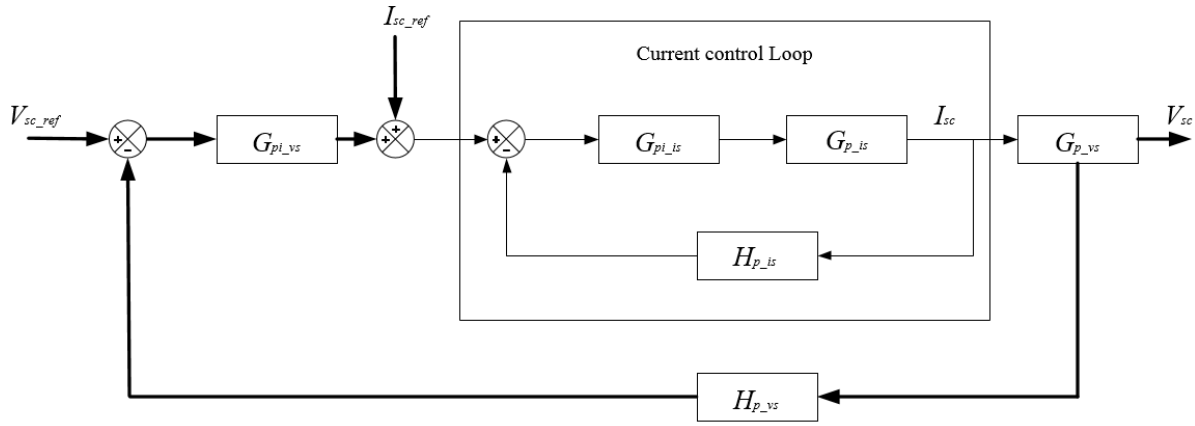 I_sc_ref
Current control Loop
V_sc_ref
+
-
G_pi_vs
+
+
+
-
G_pi_is
G_p_is
I_sc
G_p_vs
V_sc
H_p_is
H_p_vs